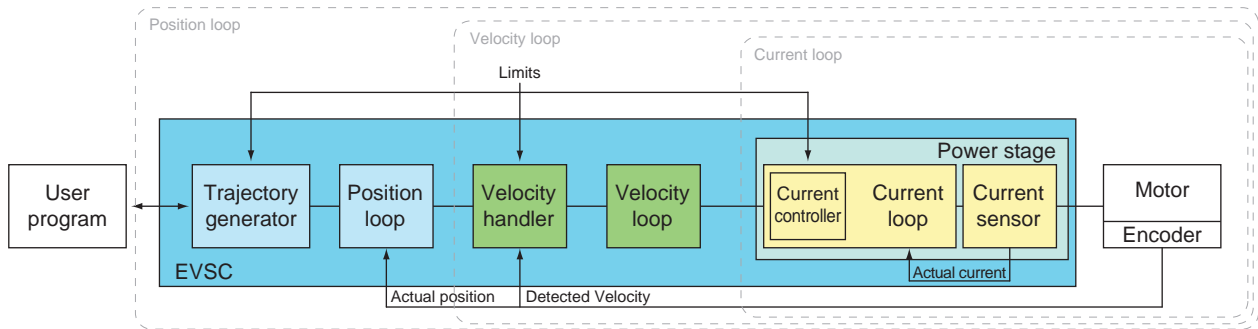 Position loop
Velocity loop
Current loop
Limits
Power stage
User
program
Trajectory
generator
Position
loop
Velocity
handler
Velocity
loop
Current
controller
Current
loop
Current
sensor
Motor
Encoder
EVSC
Actual current
Actual position
Detected Velocity